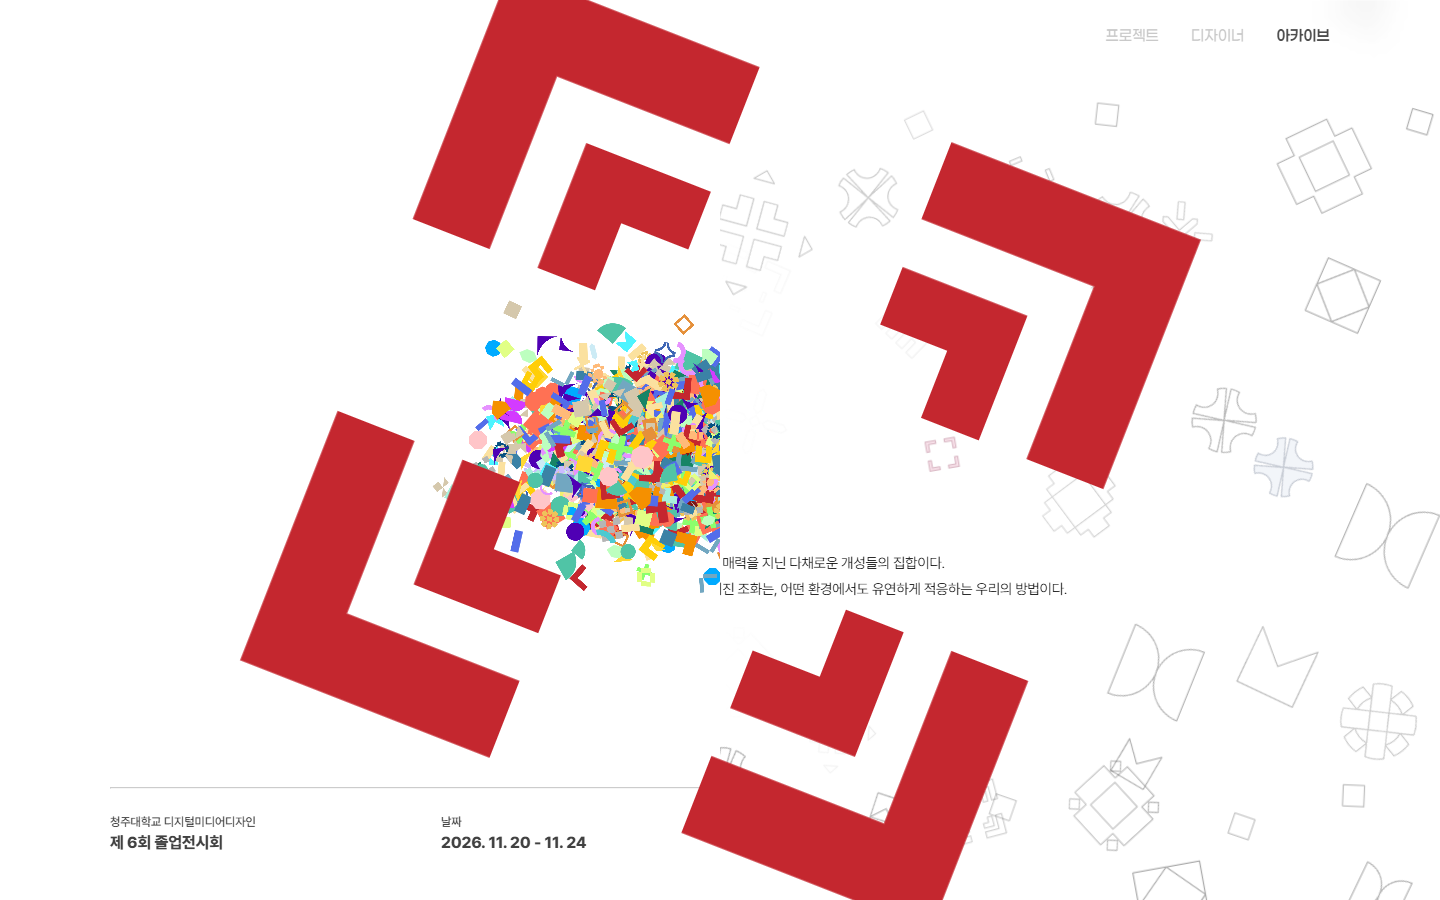 프로젝트 디자이너 아카이브
매력을 지닌 다채로운 개성들의 집합이다.
진 조화는, 어떤 환경에서도 유연하게 적응하는 우리의 방법이다.
청주대학교 디지털미디어디자인
제 6회 졸업전시회
날짜
2026. 11. 20 - 11. 24